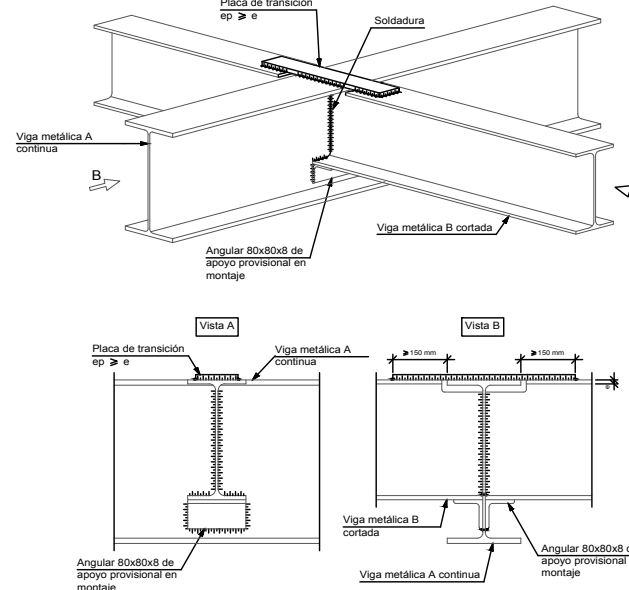 Placa de transición
ep ≥ e
Soldadura
Viga metálica A
continua
B
Angular 80x80x8 de
apoyo provisional en
montaje
Viga metálica B cortada
Vista A
Vista B
Placa de transición
ep ≥ e
Viga metálica A
continua
≥150 mm
≥150 mm
e
Viga metálica B
cortada
Angular 80x80x8 de
apoyo provisional en
montaje
Viga metálica A continua
Angular 80x80x8 d
apoyo provisional
montaje